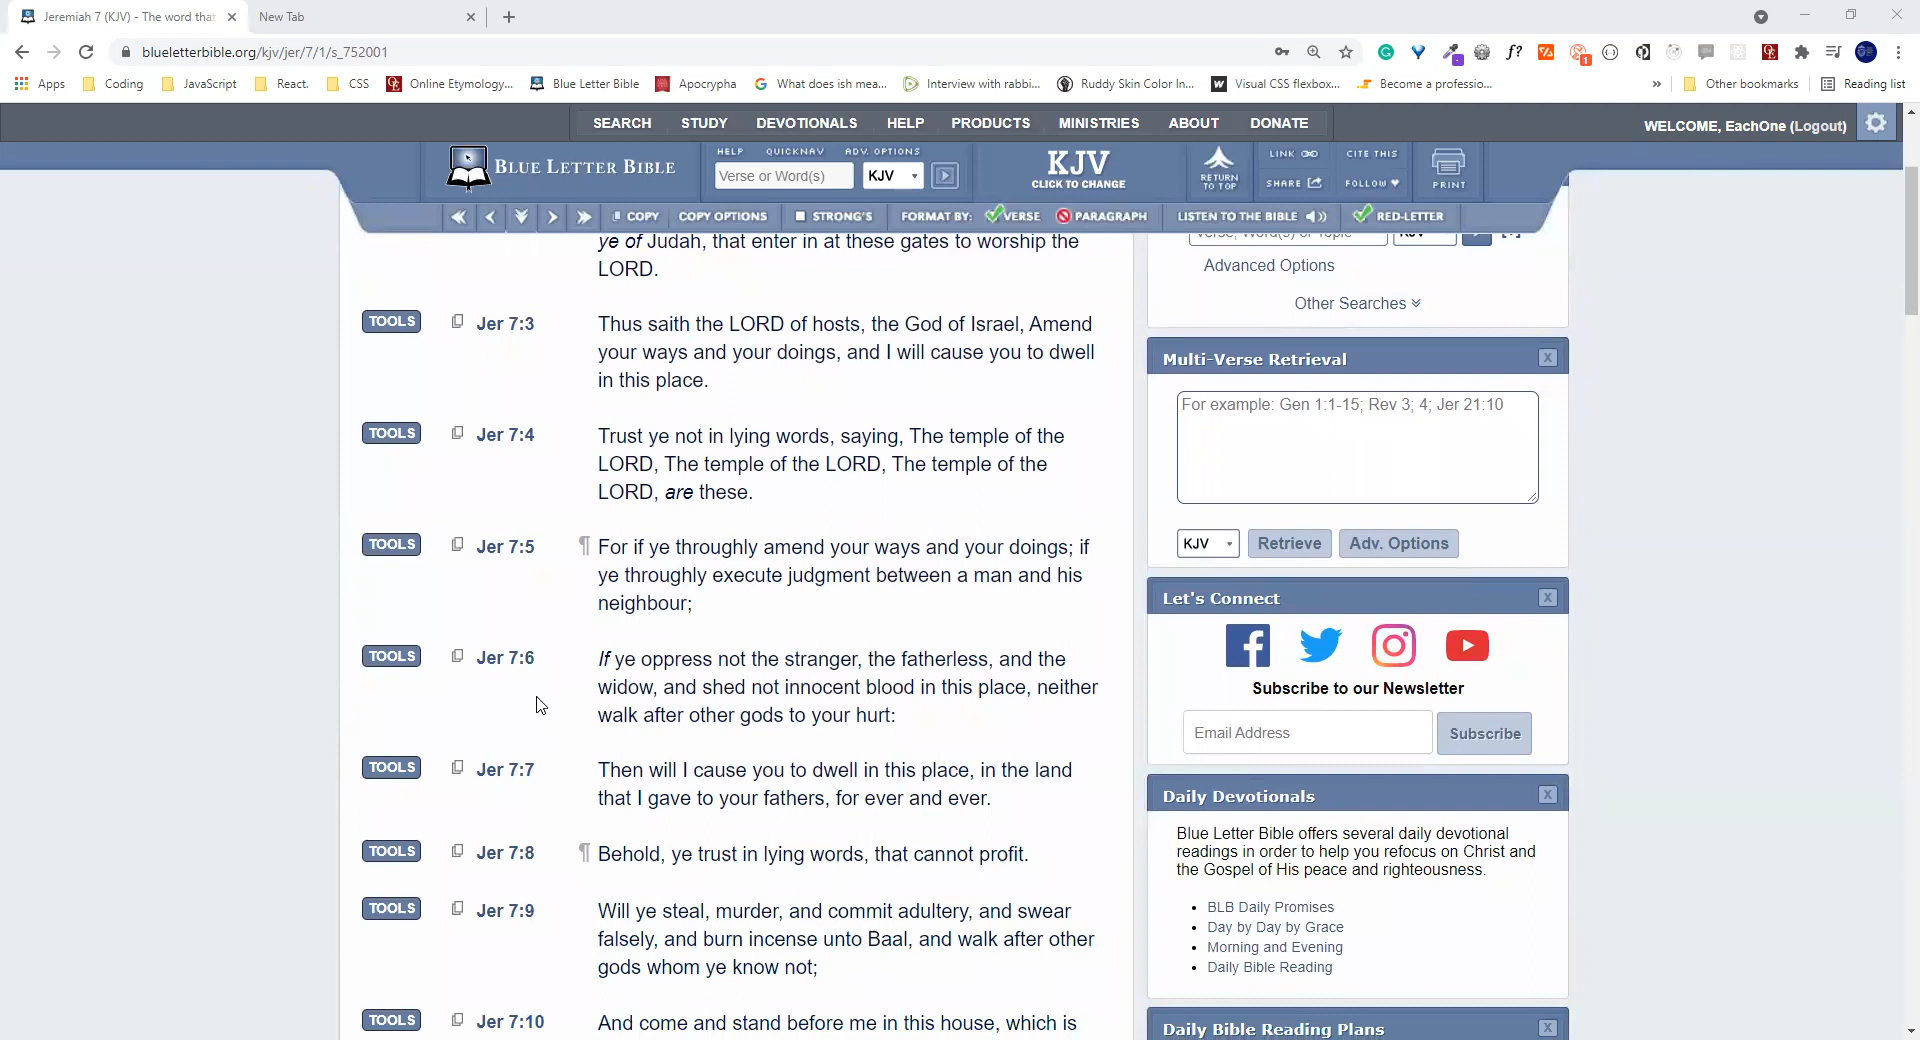 Jeremiah 7 (KJV) - The word that
New Tab
blueletterbible.org/kjv/jer/7/1/s_752001
f?
1
Apps
Coding
JavaScript
React.
CSS
Online Etymology...
Blue Letter Bible
Apocrypha
What does ish mea...
Interview with rabbi...
Ruddy Skin Color In...
Visual CSS flexbox...
Become a professio...
»
Other bookmarks
Reading list
SEARCH
STUDY
DEVOTIONALS
HELP
PRODUCTS
MINISTRIES
ABOUT
DONATE
WELCOME, EachOne (Logout)
BLUE LETTER BIBLE
HELP
QUICKNAV
ADV. OPTIONS
Verse or Word(s)
KJV
KJV
CLICK TO CHANGE
RETURN
TO TOP
LINK
CITE THIS
SHARE
FOLLOW
PRINT
COPY
COPY OPTIONS
STRONG'S
FORMAT BY:
VERSE
PARAGRAPH
LISTEN TO THE BIBLE
RED-LETTER
ye of Judah, that enter in at these gates to worship the
LORD.
TOOLS
Jer 7:3
Thus saith the LORD of hosts, the God of Israel, Amend
your ways and your doings, and I will cause you to dwell
in this place.
TOOLS
Jer 7:4
Trust ye not in lying words, saying, The temple of the
LORD, The temple of the LORD, The temple of the
LORD, are these.
TOOLS
Jer 7:5
¶ For if ye throughly amend your ways and your doings; if
ye throughly execute judgment between a man and his
neighbour;
TOOLS
Jer 7:6
If ye oppress not the stranger, the fatherless, and the
widow, and shed not innocent blood in this place, neither
walk after other gods to your hurt:
TOOLS
Jer 7:7
Then will I cause you to dwell in this place, in the land
that I gave to your fathers, for ever and ever.
TOOLS
Jer 7:8
¶ Behold, ye trust in lying words, that cannot profit.
TOOLS
Jer 7:9
Will ye steal, murder, and commit adultery, and swear
falsely, and burn incense unto Baal, and walk after other
gods whom ye know not;
TOOLS
Jer 7:10
And come and stand before me in this house, which is
Advanced Options
Other Searches
Multi-Verse Retrieval
X
For example: Gen 1:1-15; Rev 3; 4; Jer 21:10
KJV
Retrieve
Adv. Options
Let's Connect
X
Subscribe to our Newsletter
Email Address
Subscribe
Daily Devotionals
X
Blue Letter Bible offers several daily devotional
readings in order to help you refocus on Christ and
the Gospel of His peace and righteousness.
• BLB Daily Promises
• Day by Day by Grace
• Morning and Evening
• Daily Bible Reading
Daily Bible Reading Plans
X